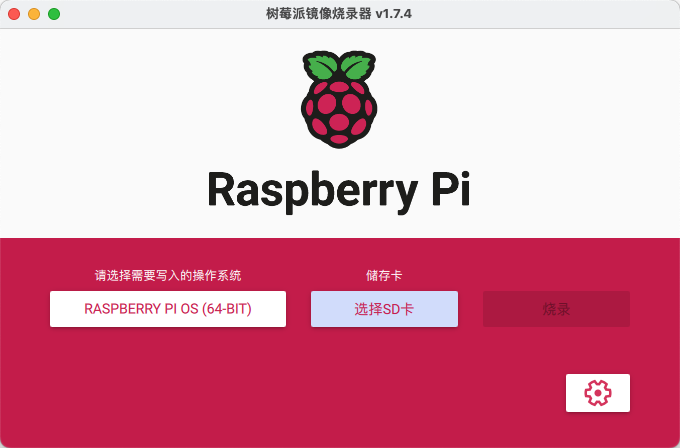 树莓派镜像烧录器 v1.7.4
Raspberry Pi
请选择需要写入的操作系统
储存卡
RASPBERRY PI OS (64-BIT)
选择SD卡
烧录